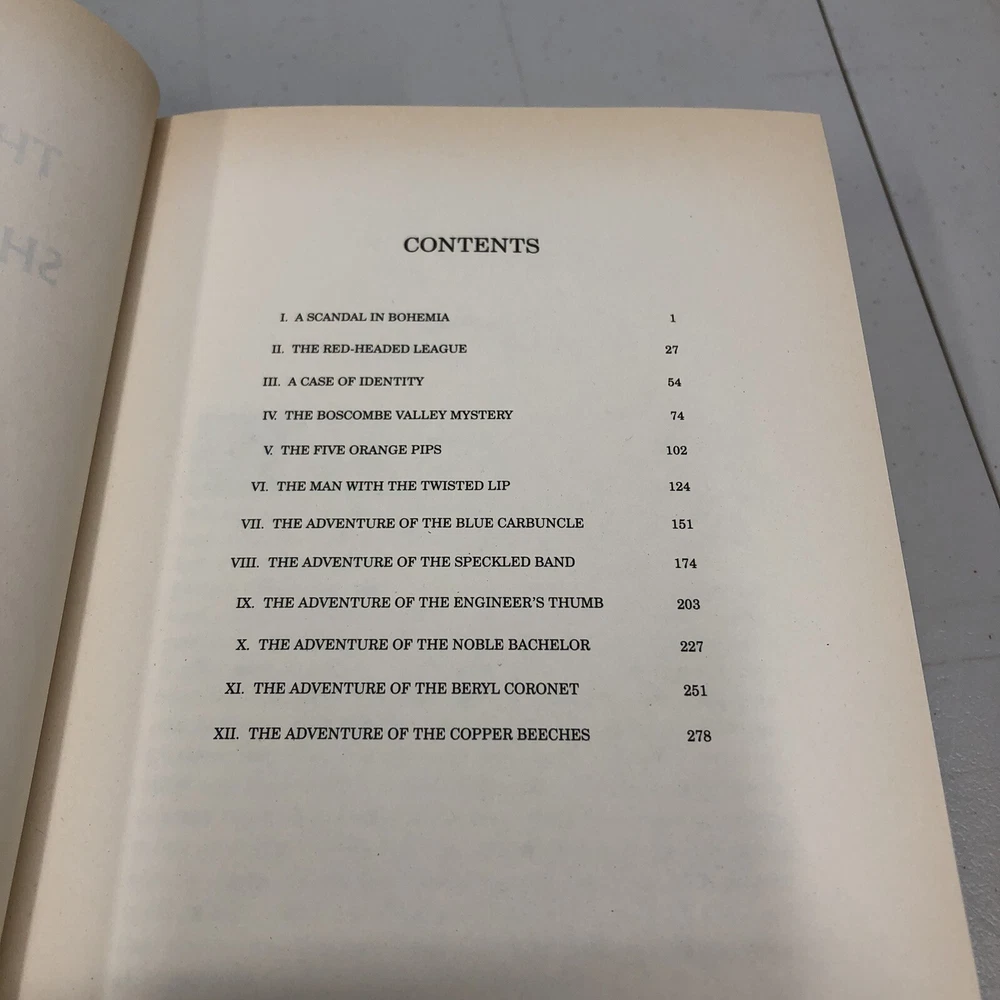 CONTENTS
I. A SCANDAL IN BOHEMIA 1
II. THE RED-HEADED LEAGUE 27
III. A CASE OF IDENTITY 54
IV. THE BOSCOMBE VALLEY MYSTERY 74
V. THE FIVE ORANGE PIPS 102
VI. THE MAN WITH THE TWISTED LIP 124
VII. THE ADVENTURE OF THE BLUE CARBUNCLE 151
VIII. THE ADVENTURE OF THE SPECKLED BAND 174
IX. THE ADVENTURE OF THE ENGINEER'S THUMB 203
X. THE ADVENTURE OF THE NOBLE BACHELOR 227
XI. THE ADVENTURE OF THE BERYL CORONET 251
XII. THE ADVENTURE OF THE COPPER BEECHES 278